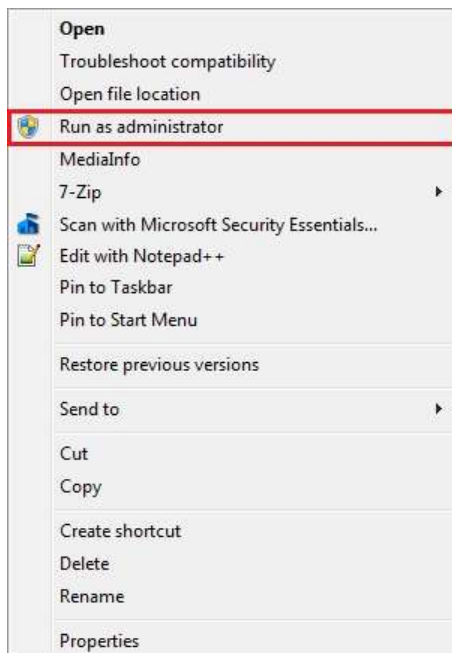 Open
Troubleshoot compatibility
Open file location
Run as administrator
MediaInfo
7-Zip
Scan with Microsoft Security Essentials...
Edit with Notepad++
Pin to Taskbar
Pin to Start Menu
Restore previous versions
Send to
Cut
Copy
Create shortcut
Delete
Rename
Properties